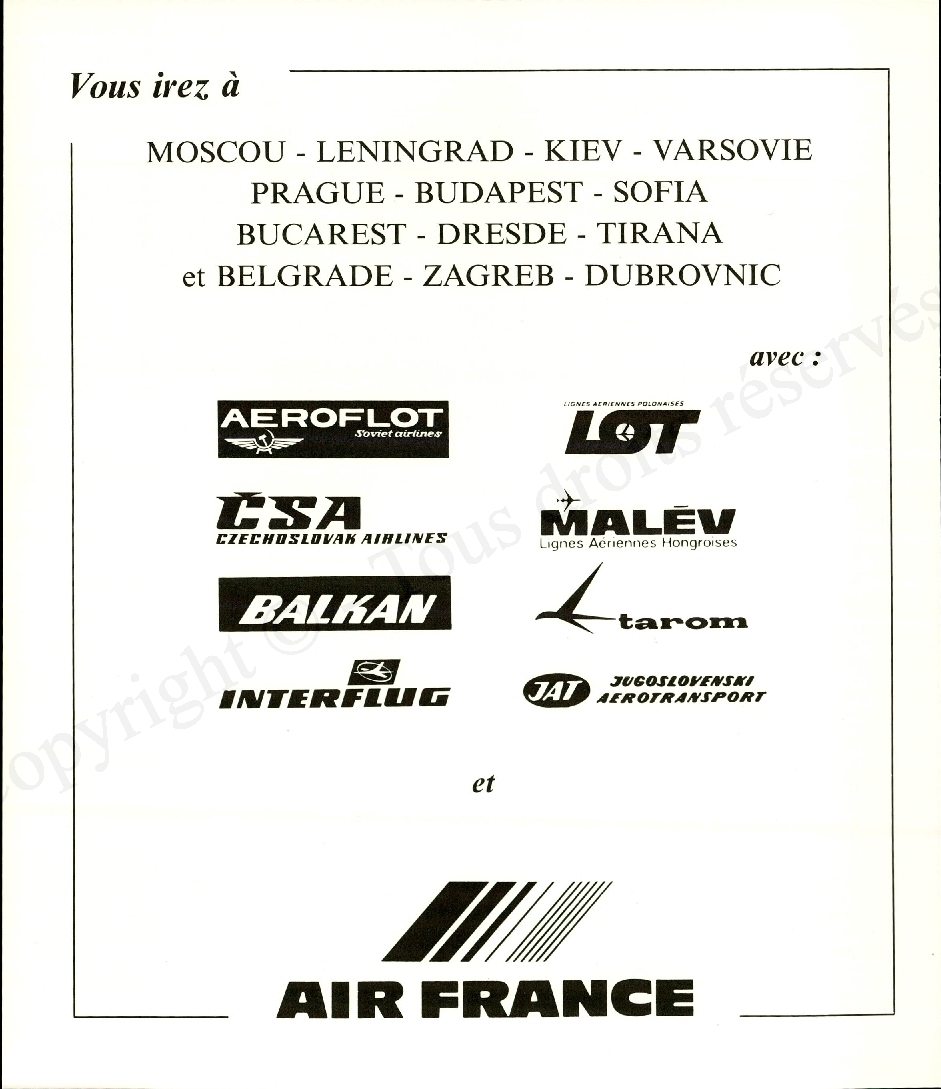 Vous irez à
MOSCOU - LENINGRAD - KIEV - VARSOVIE
PRAGUE - BUDAPEST - SOFIA
BUCAREST - DRESDE - TIRANA
et BELGRADE - ZAGREB - DUBROVNIC
avec :
AEROFLOT
Soviet airlines
LIGNES AÉRIENNES POLONAISES
LOT
ČSA
CZECHOSLOVAK AIRLINES
MALÉV
Lignes Aériennes Hongroises
BALKAN
tarom
INTERFLUG
JAT
JUGOSLOVENSKI
AEROTRANSPORT
et
AIR FRANCE
Copyright © Tous droits réservés